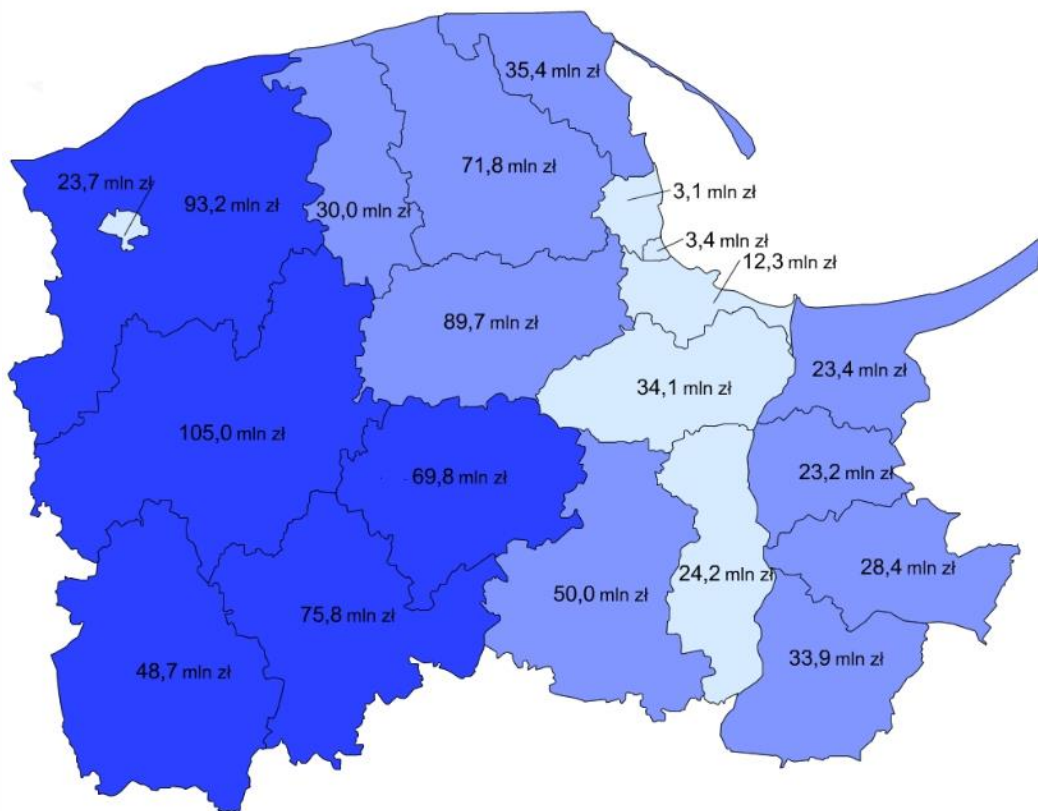 35,4 mln zł
71,8 mln zł
23,7 mln zł
3,1 mln zł
93,2 mln zł
30,0 mln zł
3,4 mln zł
12,3 mln zł
89,7 mln zł
23,4 mln zł
34,1 mln zł
105,0 mln zł
69,8 mln zł
23,2 mln zł
28,4 mln zł
24,2 mln zł
50,0 mln zł
75,8 mln zł
33,9 mln zł
48,7 mln zł